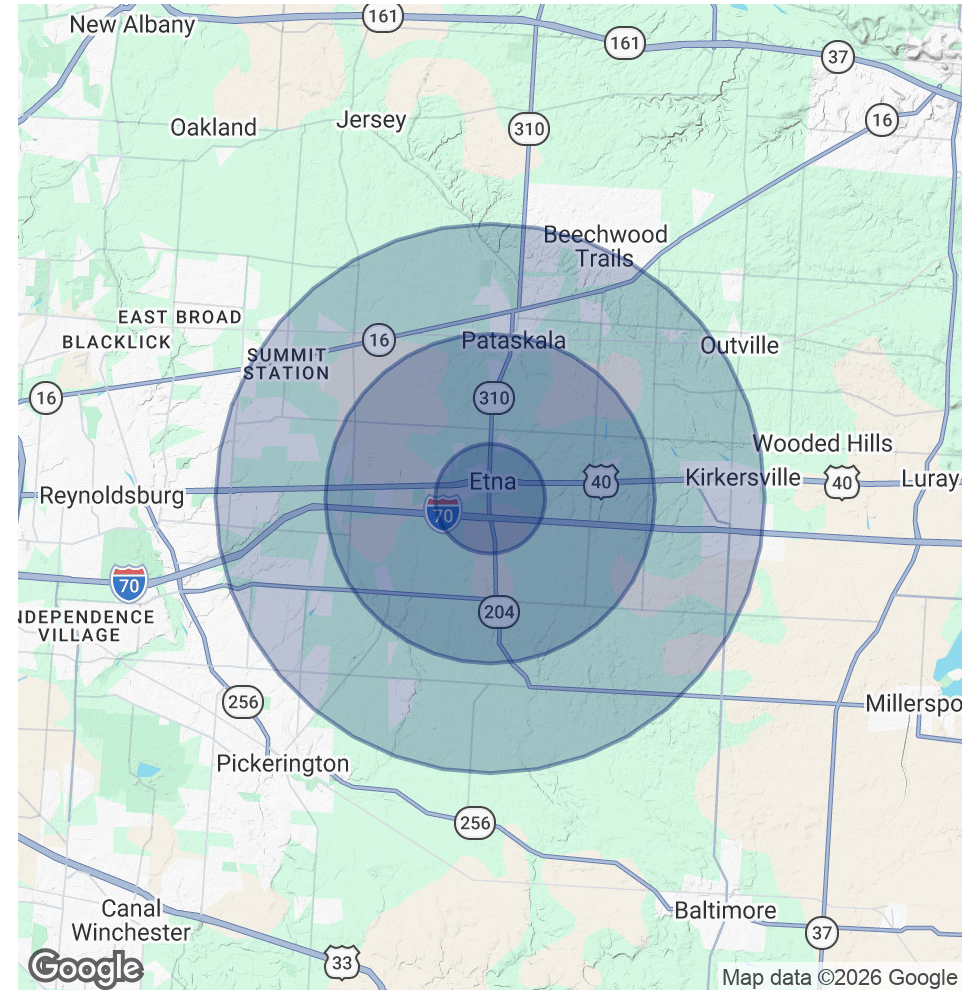 161
New Albany
161
37
Oakland
Jersey
310
16
Beechwood
Trails
EAST BROAD
BLACKLICK
16
Pataskala
Outville
SUMMIT
STATION
16
310
Wooded Hills
Etna
40
Kirkersville
40
Luray
Reynoldsburg
70
70
NDEPENDENCE
VILLAGE
204
256
Millerspo
Pickerington
256
Canal
Winchester
Baltimore
37
33
Google
Map data ©2026 Google